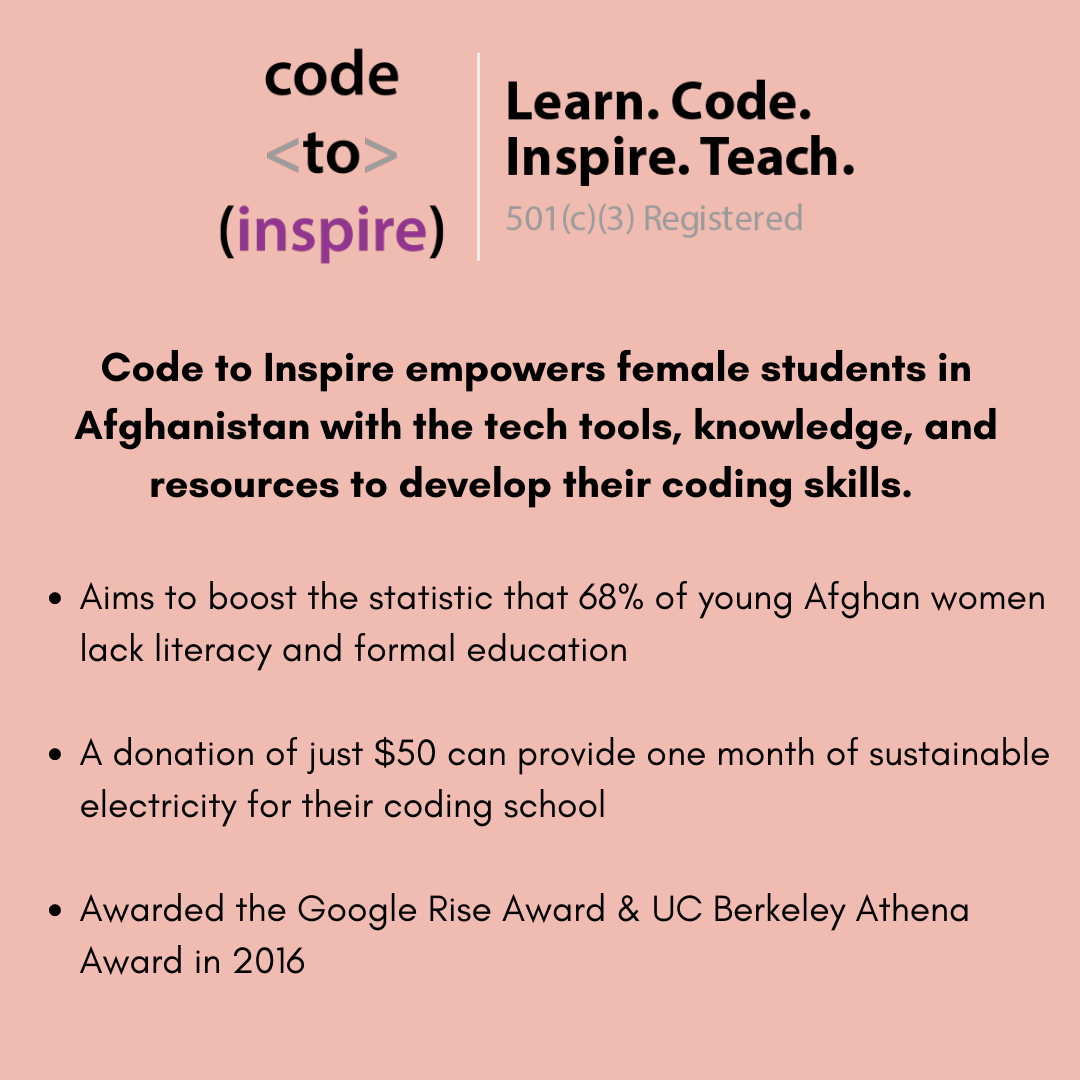 code
<to>
(inspire)
Learn. Code.
Inspire. Teach.
501(c)(3) Registered
Code to Inspire empowers female students in
Afghanistan with the tech tools, knowledge, and
resources to develop their coding skills.
• Aims to boost the statistic that 68% of young Afghan women
lack literacy and formal education
• A donation of just $50 can provide one month of sustainable
electricity for their coding school
• Awarded the Google Rise Award & UC Berkeley Athena
Award in 2016